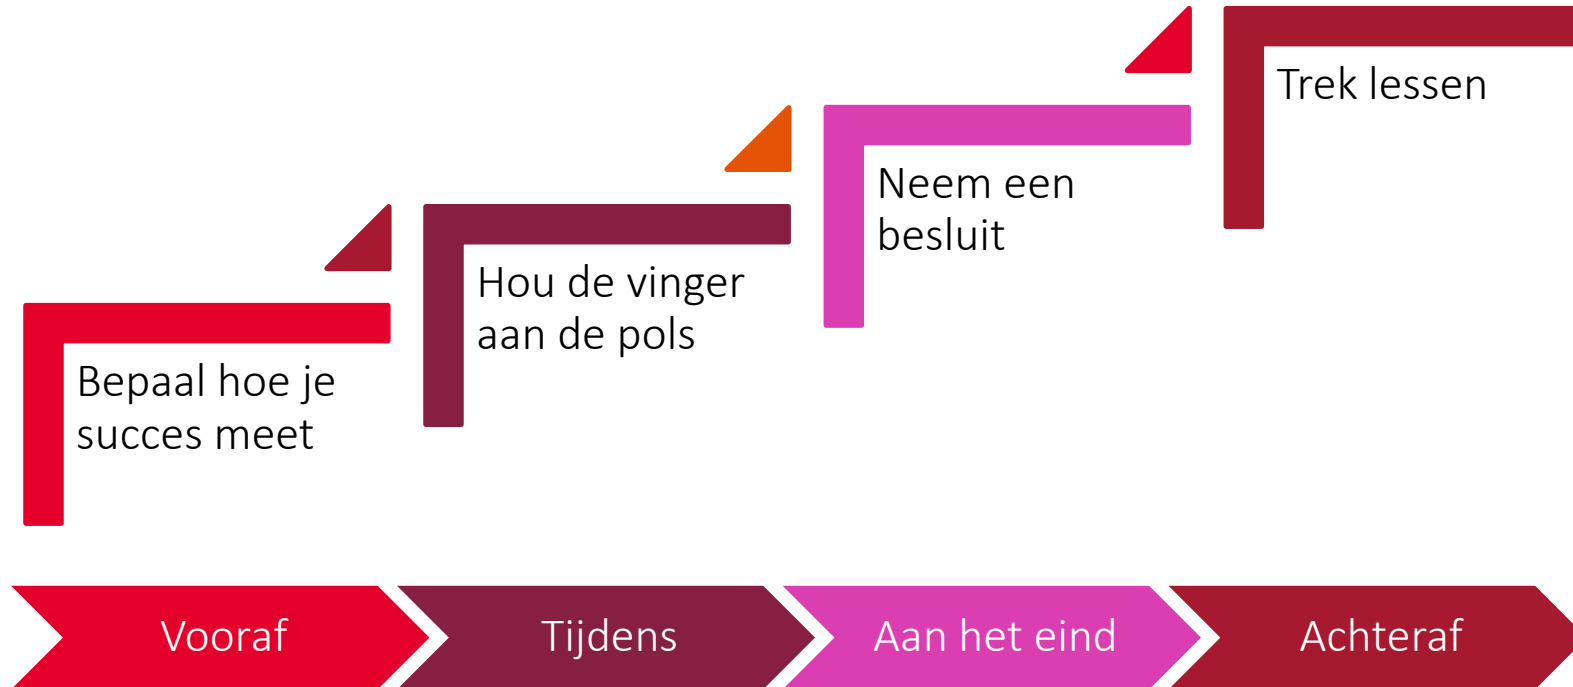 Bepaal hoe je
succes meet
Hou de vinger
aan de pols
Neem een
besluit
Trek lessen
Vooraf
Tijdens
Aan het eind
Achteraf